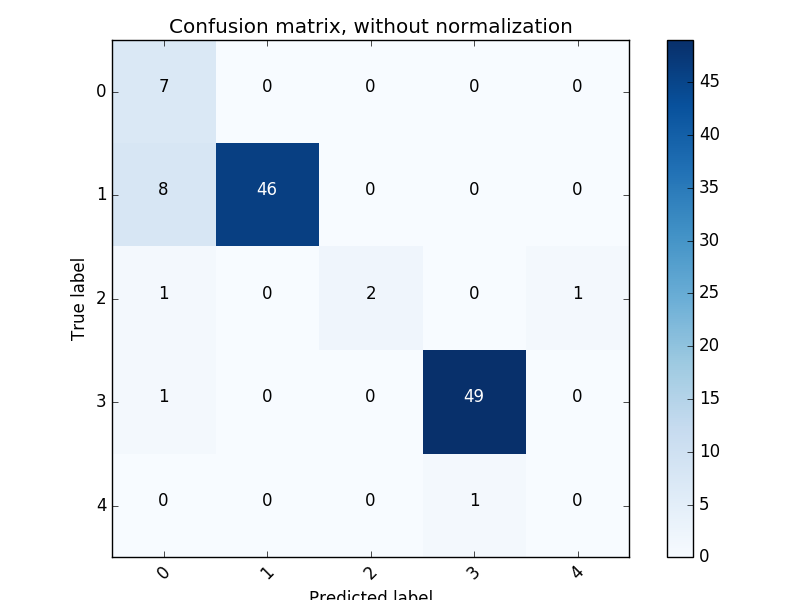 Confusion matrix, without normalization
True label
0 7 0 0 0 0
1 8 46 0 0 0
2 1 0 2 0 1
3 1 0 0 49 0
4 0 0 0 1 0
0 1 2 3 4
Predicted label
45
40
35
30
25
20
15
10
5
0